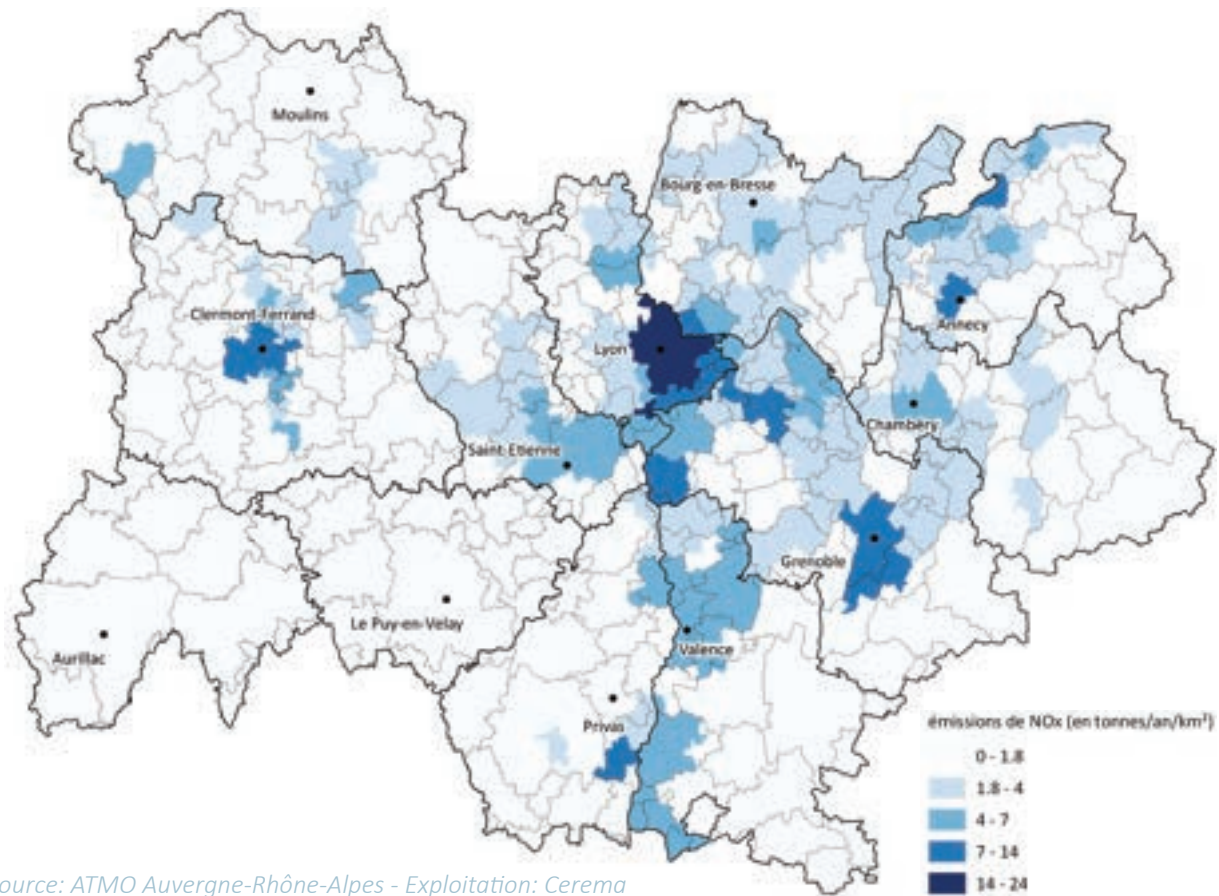 Moulins
Bourg-en-Bresse
Clermont-Ferrand
Annecy
Lyon
Chambéry
Saint Etienne
Grenoble
Le Puy-en-Velay
Valence
Aurillac
Privas
émissions de NOx (en tonnes/an/km²)
0 - 1.8
1.8 - 4
4 - 7
7 - 14
14 - 24
ource: ATMO Auvergne-Rhône-Alpes - Exploitation: Cerema